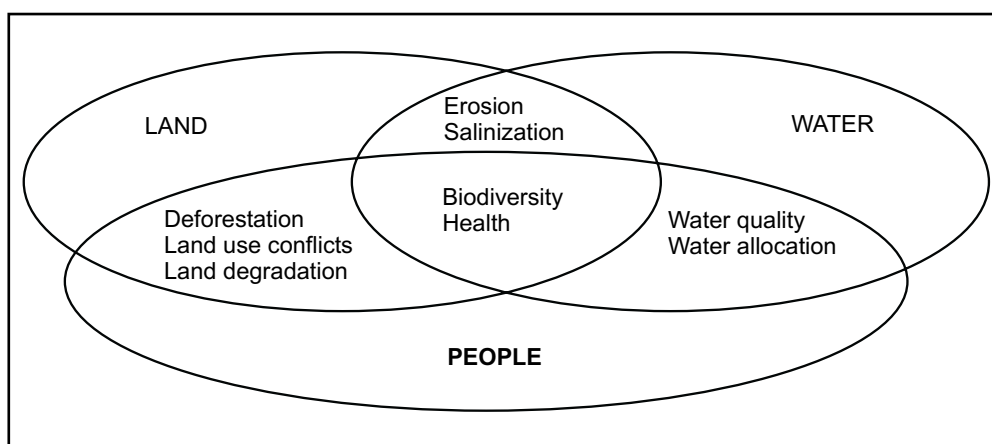 LAND
Erosion
Salinization
WATER
Deforestation
Land use conflicts
Land degradation
Biodiversity
Health
Water quality
Water allocation
PEOPLE